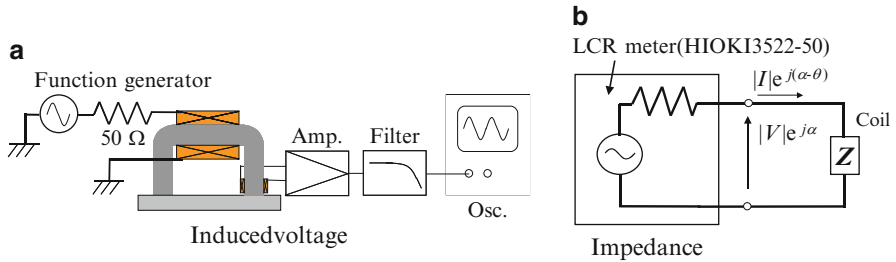 a
Function generator
50 Ω
Amp.
Filter
Osc.
Inducedvoltage
b
LCR meter(HIOKI3522-50)
|I|e j(α-θ)
|V|e jα
Coil
Z
Impedance